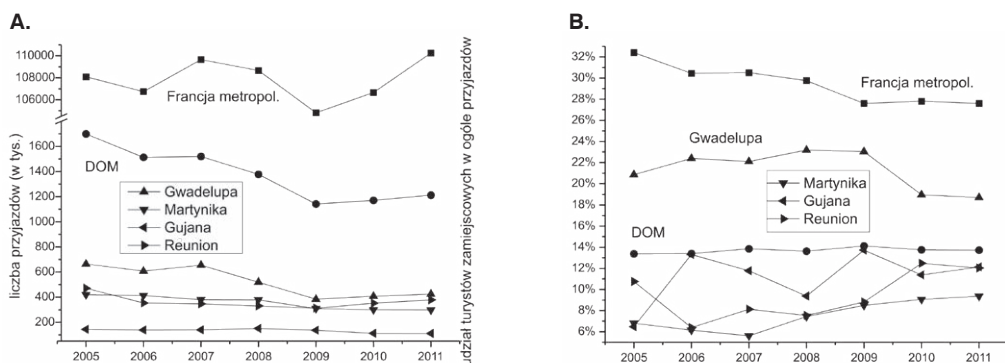 A.
B.
liczba przyjazdów (w tys.)
110000
108000
106000
1600
1400
1200
1000
800
600
400
200
Francja metropol.
DOM
Gwadelupa
Martynika
Gujana
Reunion
2005 2006 2007 2008 2009 2010 2011
udział turystów zamiejscowych w ogóle przyjazdów
32%
30%
28%
26%
24%
22%
20%
18%
16%
14%
12%
10%
8%
6%
Francja metropol.
Gwadelupa
Martynika
Gujana
Reunion
DOM
2005 2006 2007 2008 2009 2010 2011